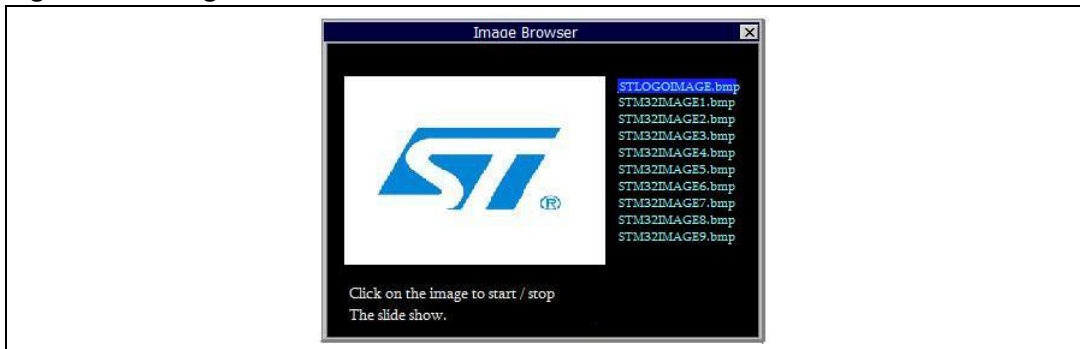 Image Browser
STLOGOIMAGE.bmp
STM32IMAGE1.bmp
STM32IMAGE2.bmp
STM32IMAGE3.bmp
STM32IMAGE4.bmp
STM32IMAGE5.bmp
STM32IMAGE6.bmp
STM32IMAGE7.bmp
STM32IMAGE8.bmp
STM32IMAGE9.bmp
ST
®
Click on the image to start / stop
The slide show.